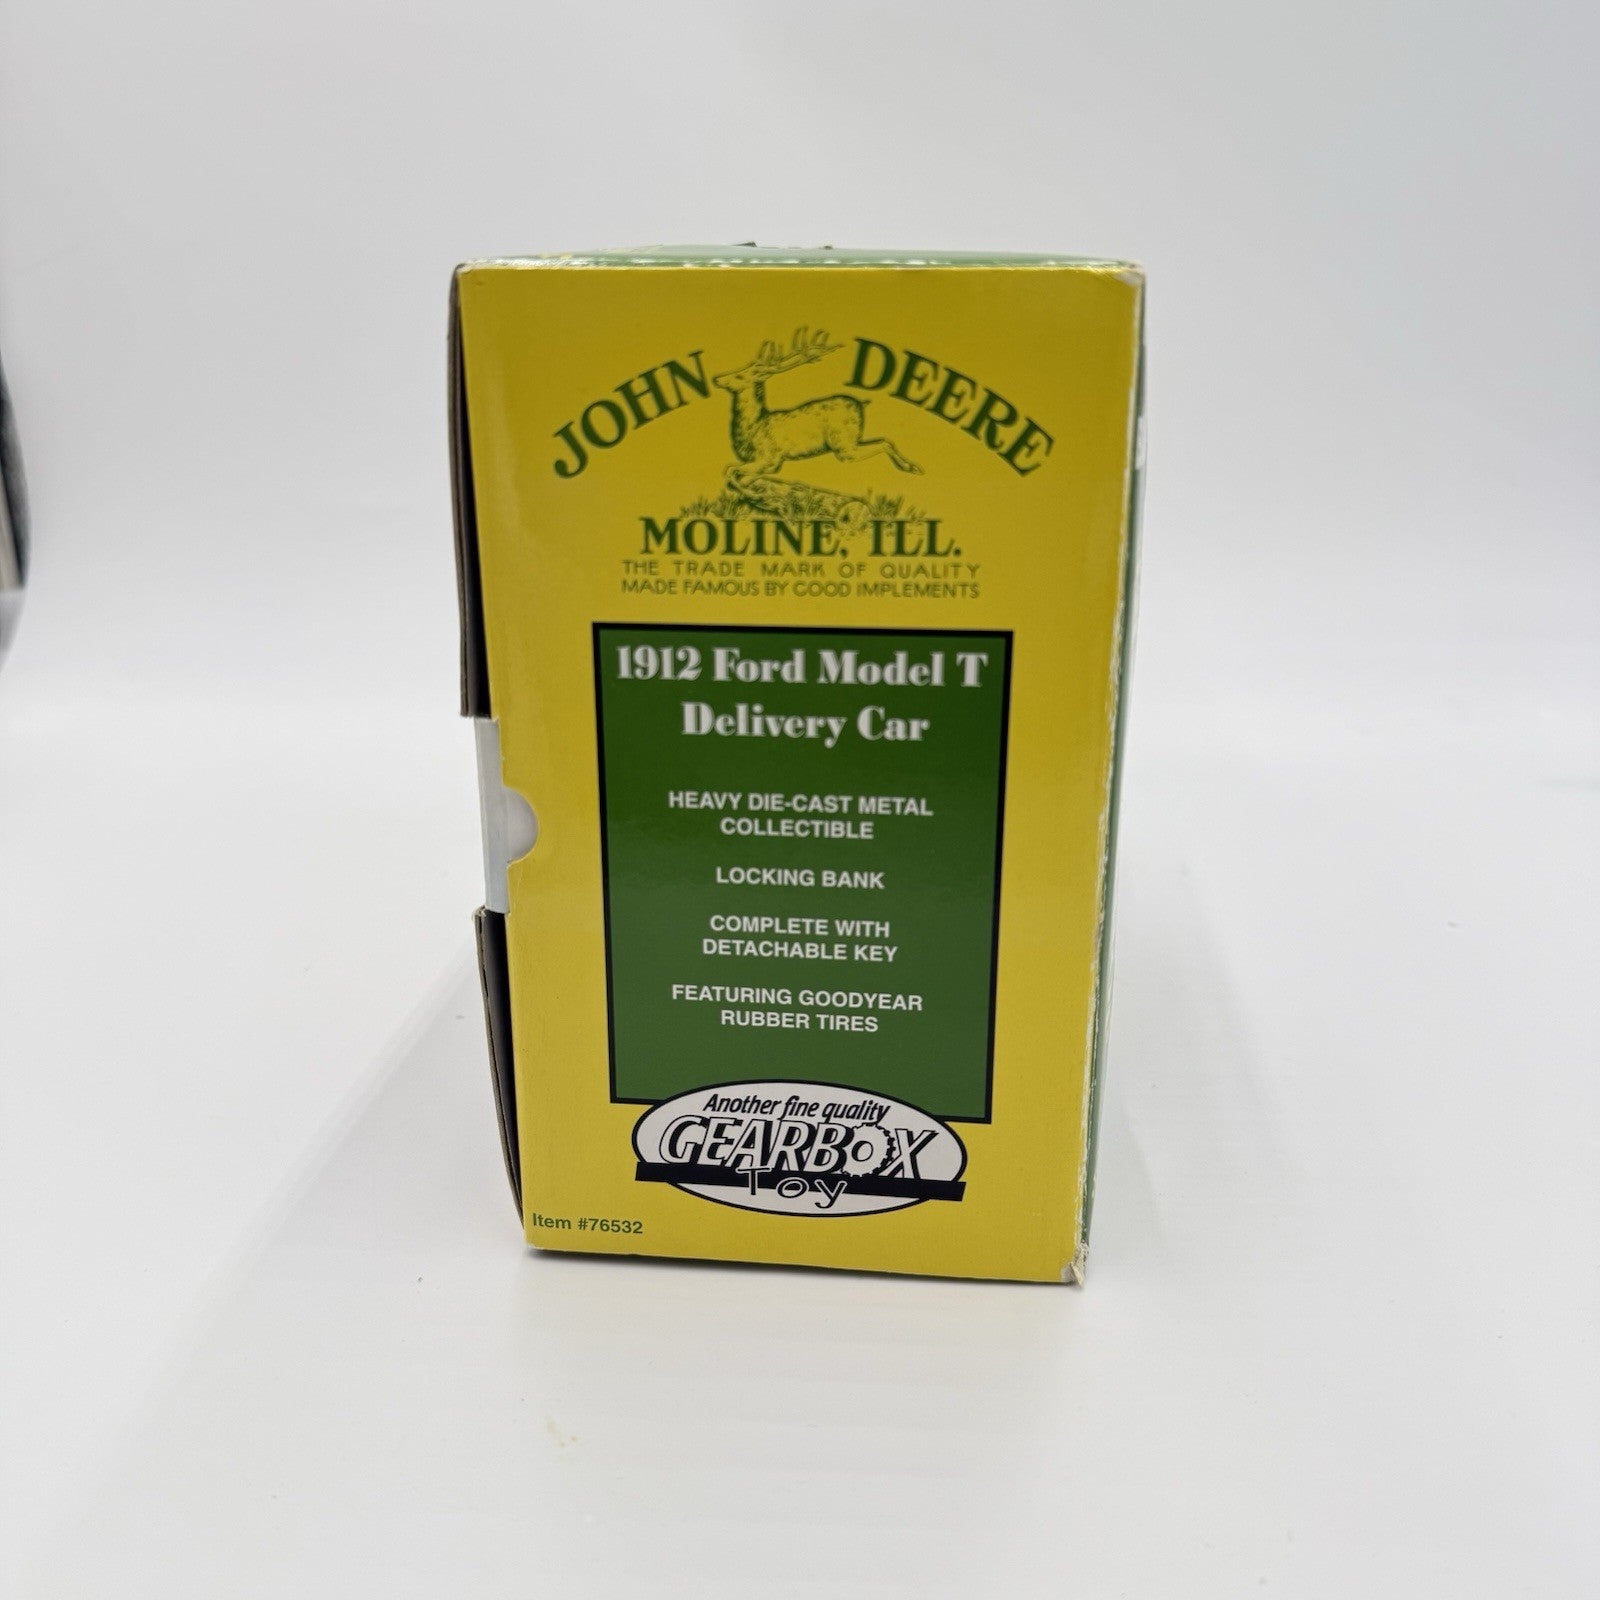 JOHN DEERE
MOLINE, ILL.
THE TRADE MARK OF QUALITY
MADE FAMOUS BY GOOD IMPLEMENTS
1912 Ford Model T
Delivery Car
HEAVY DIE-CAST METAL
COLLECTIBLE
LOCKING BANK
COMPLETE WITH
DETACHABLE KEY
FEATURING GOODYEAR
RUBBER TIRES
Another fine quality
GEARBOX
Toy
Item #76532